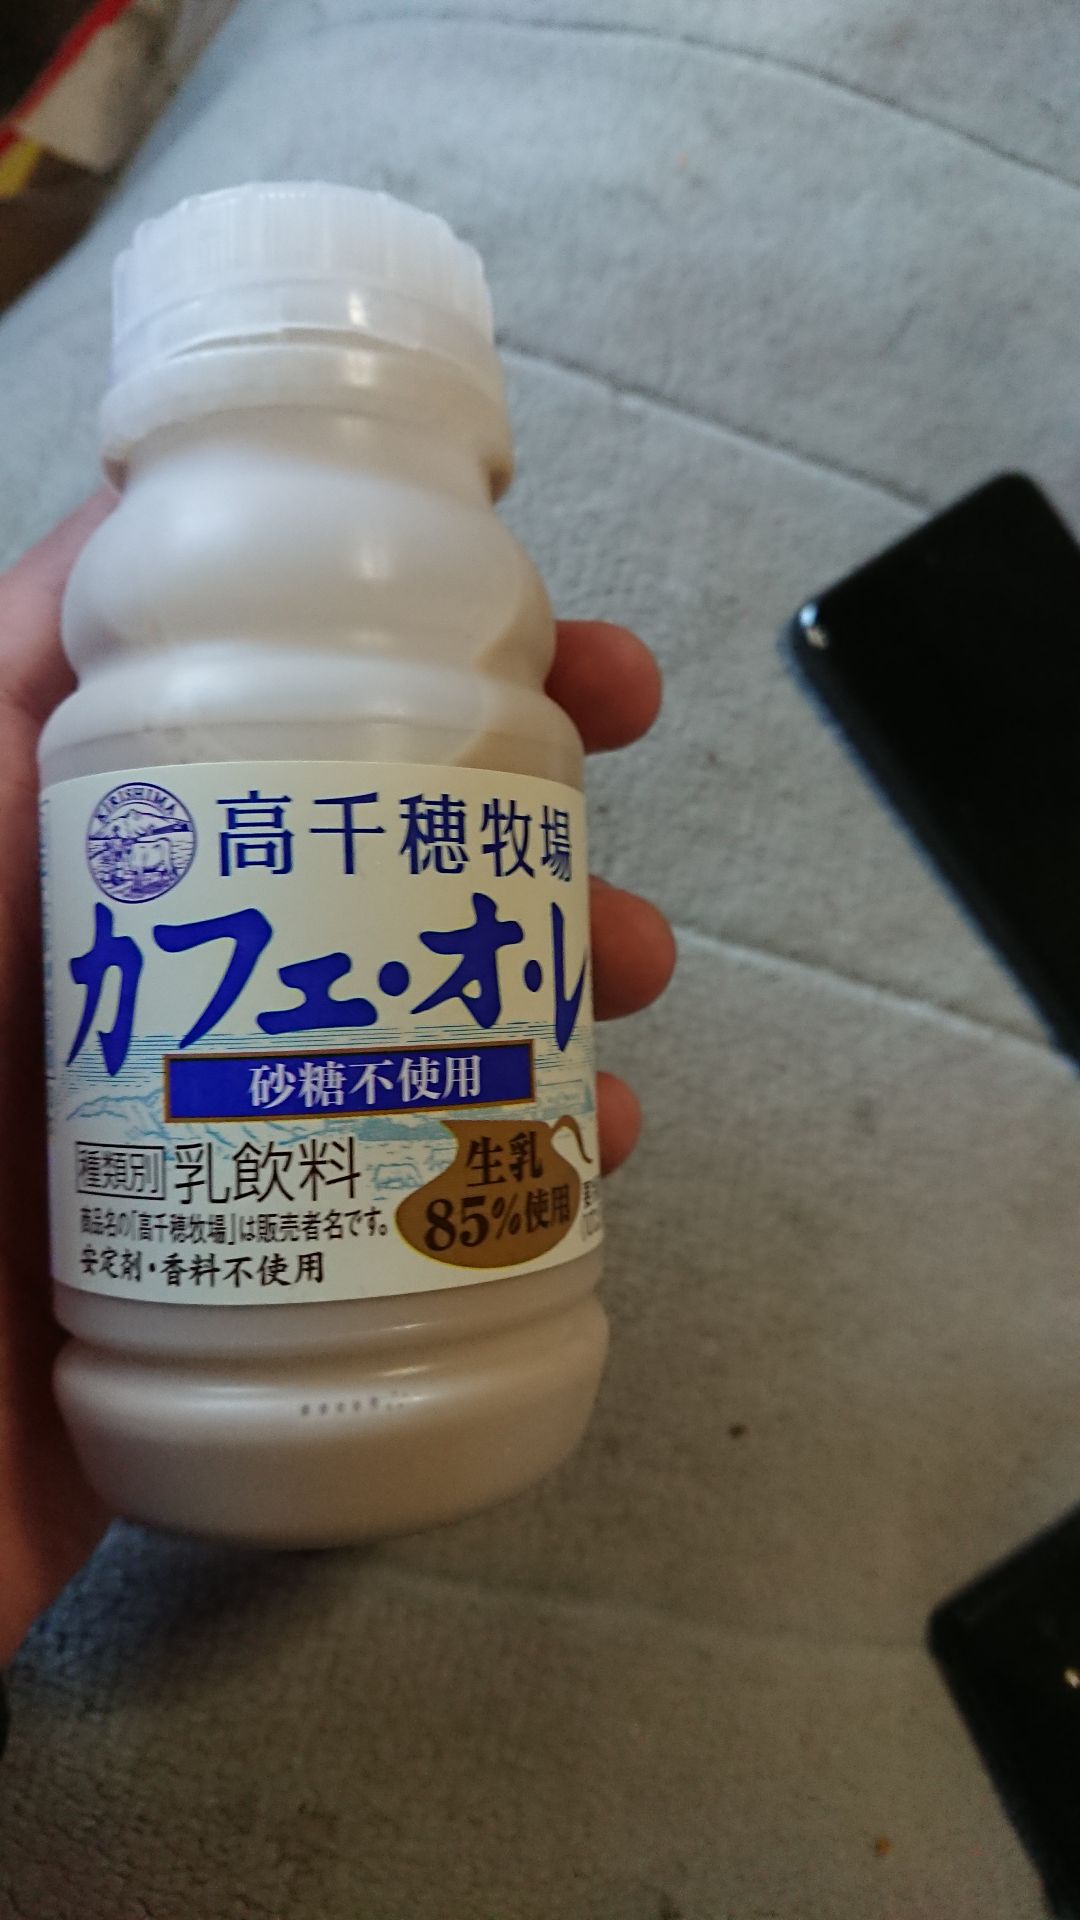 KIRISHIMA
高千穂牧場
カフェ・オ・レ
砂糖不使用
種類別 乳飲料
生乳
85%使用
商品名の「高千穂牧場」は販売者名です。
安定剤・香料不使用